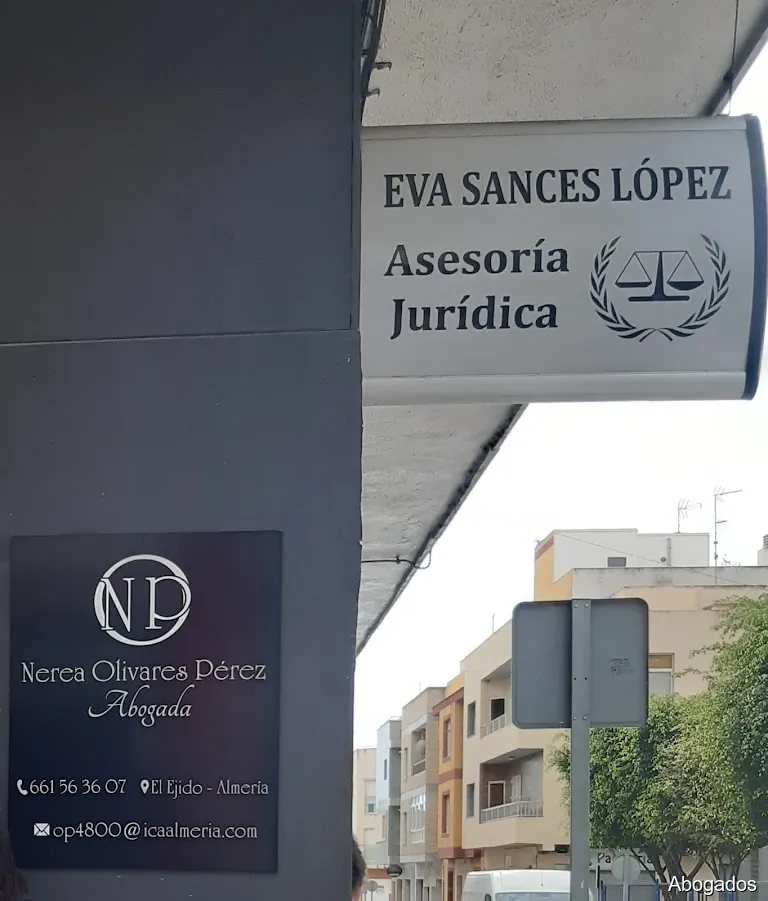 EVA SANCES LÓPEZ
Asesoría
Jurídica
NP
Nerea Olivares Pérez
Abogada
661 56 36 07 El Ejido - Almería
op4800@icaalmeria.com
Abogados